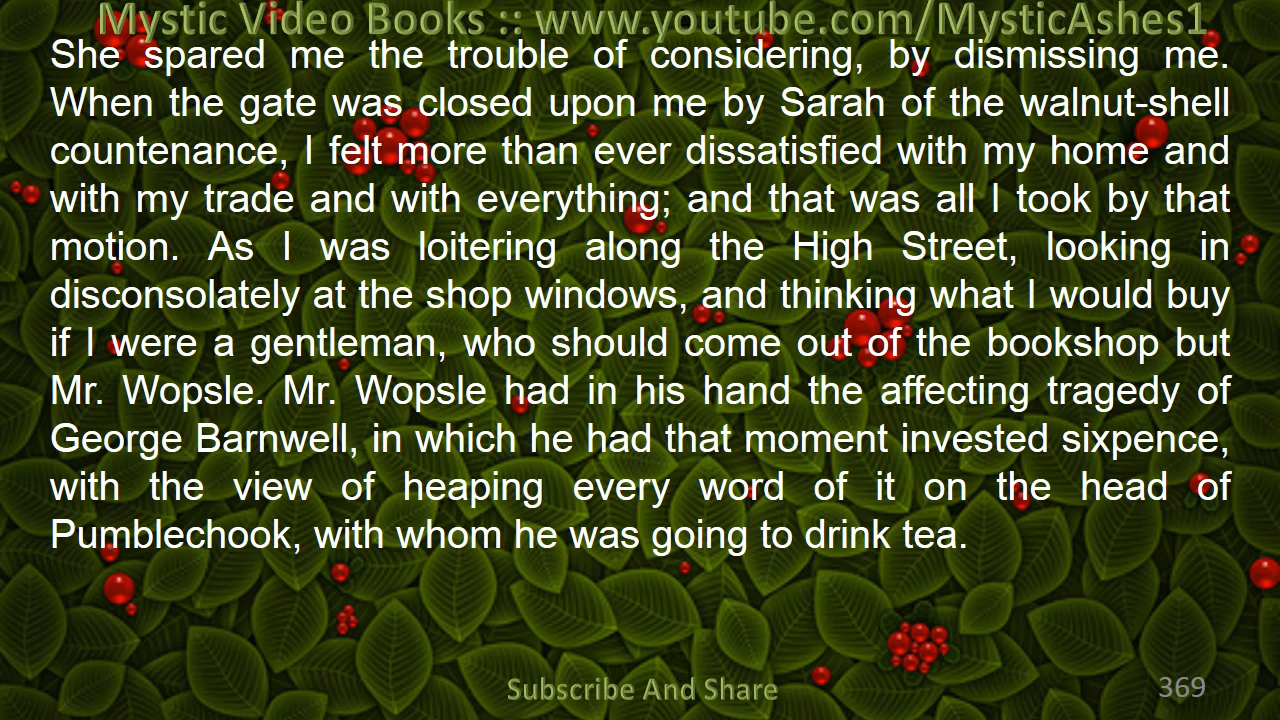 Mystic Video Books :: www.youtube.com/MysticAshes1
She spared me the trouble of considering, by dismissing me.
When the gate was closed upon me by Sarah of the walnut-shell
countenance, I felt more than ever dissatisfied with my home and
with my trade and with everything; and that was all I took by that
motion. As I was loitering along the High Street, looking in
disconsolately at the shop windows, and thinking what I would buy
if I were a gentleman, who should come out of the bookshop but
Mr. Wopsle. Mr. Wopsle had in his hand the affecting tragedy of
George Barnwell, in which he had that moment invested sixpence,
with the view of heaping every word of it on the head of
Pumblechook, with whom he was going to drink tea.
Subscribe And Share
369